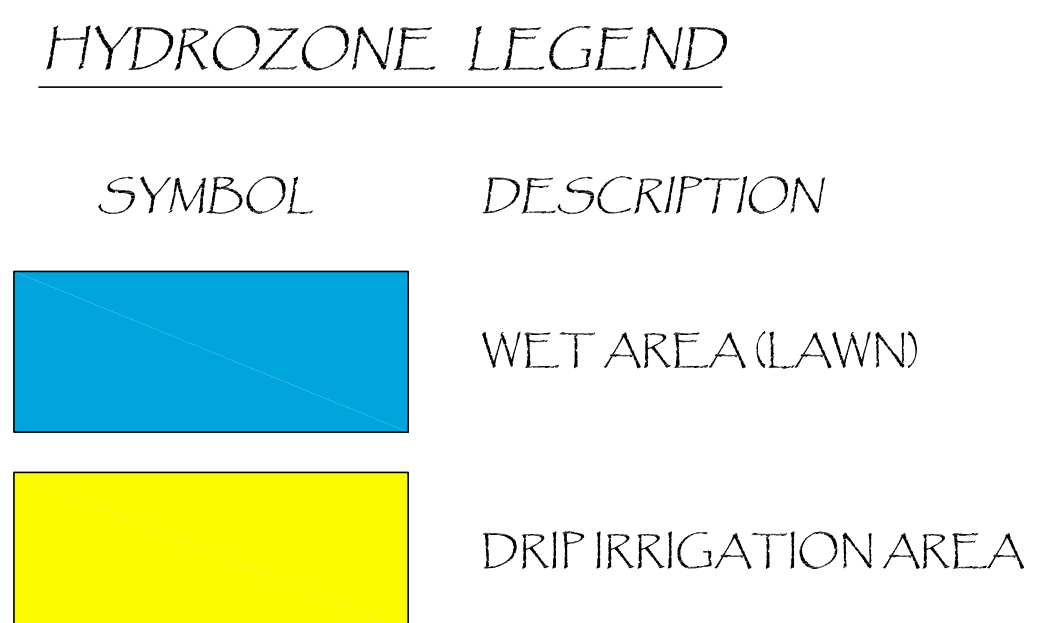 HYDROZONE LEGEND
SYMBOL DESCRIPTION
WET AREA (LAWN)
DRIP IRRIGATION AREA